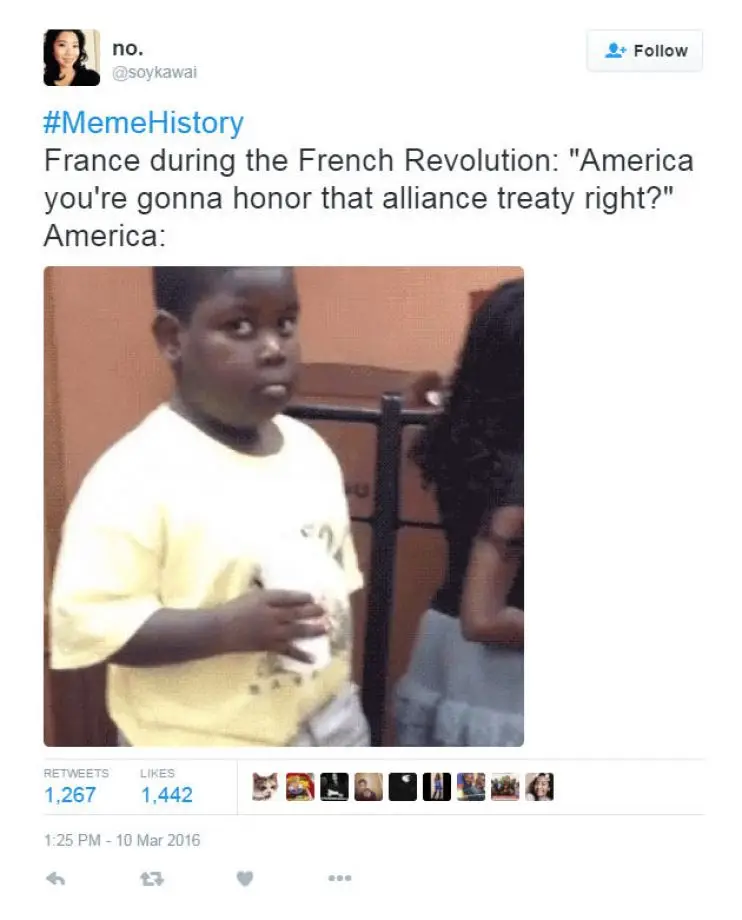 no.
@soykawai
Follow
#MemeHistory
France during the French Revolution: "America
you're gonna honor that alliance treaty right?"
America:
RETWEETS
LIKES
1,267
1,442
1:25 PM - 10 Mar 2016